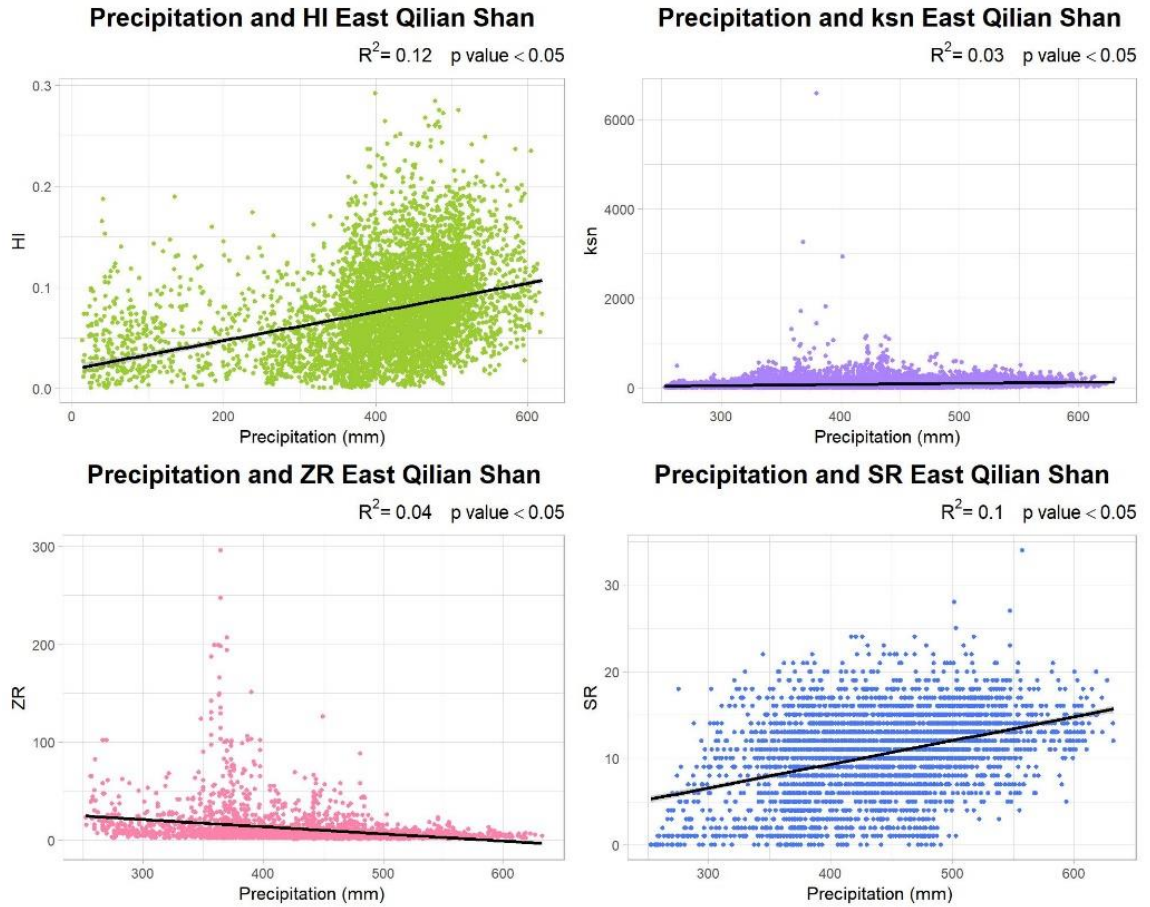 Precipitation and HI East Qilian Shan
R²= 0.12 p value < 0.05
0.3
0.2
0.1
0.0
HI
0 200 400 600
Precipitation (mm)
Precipitation and ksn East Qilian Shan
R²= 0.03 p value < 0.05
6000
4000
2000
0
ksn
300 400 500 600
Precipitation (mm)
Precipitation and ZR East Qilian Shan
R²= 0.04 p value < 0.05
300
200
100
0
ZR
300 400 500 600
Precipitation (mm)
Precipitation and SR East Qilian Shan
R²= 0.1 p value < 0.05
30
20
10
0
SR
300 400 500 600
Precipitation (mm)